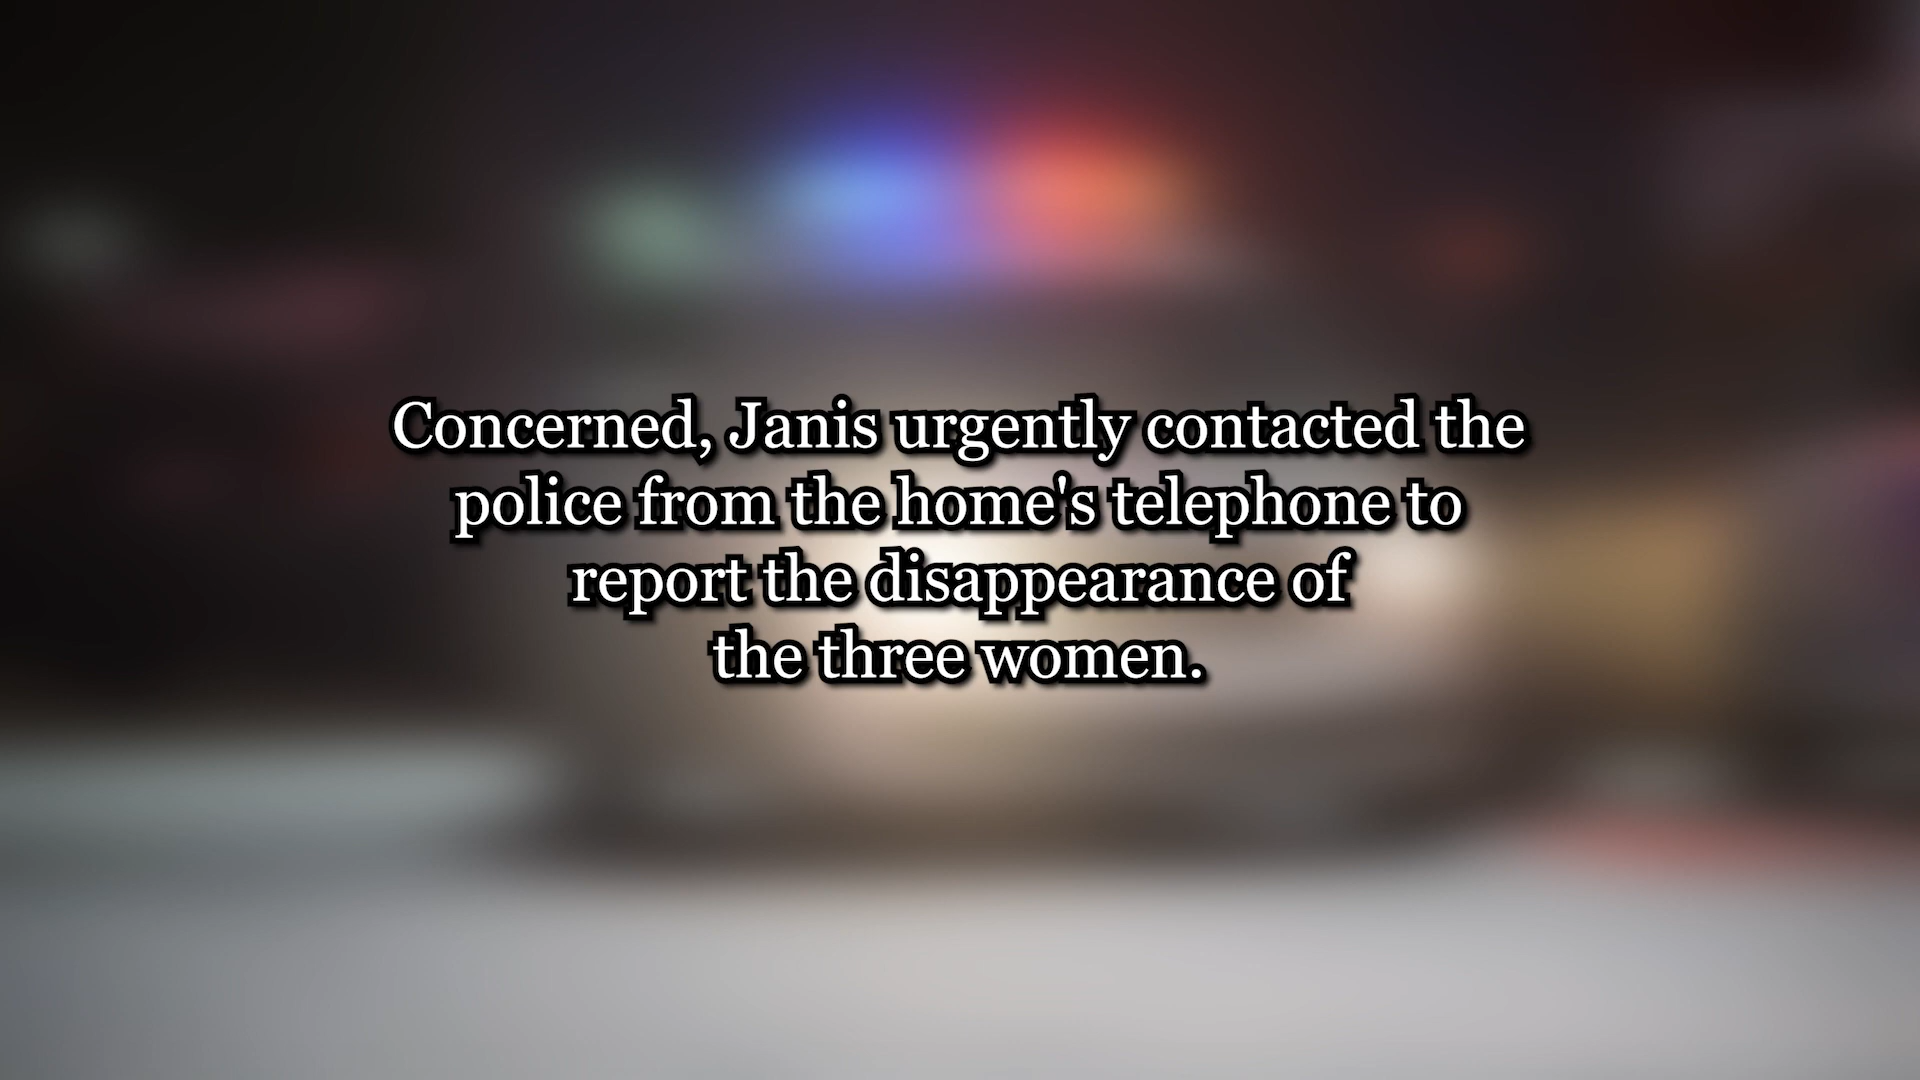 Concerned, Janis urgently contacted the
police from the home's telephone to
report the disappearance of
the three women.